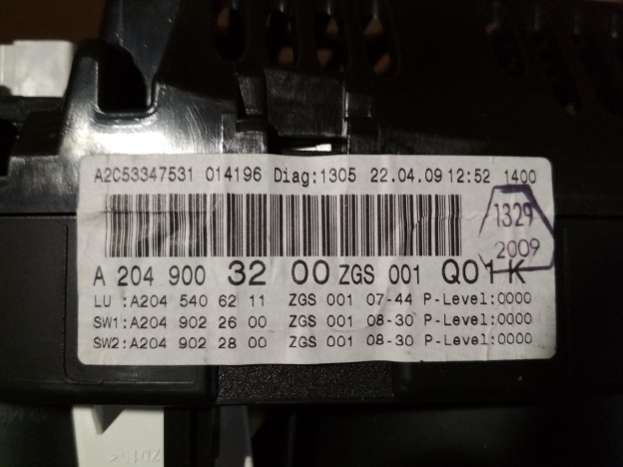 A2C53347531 014196 Diag:1305 22.04.09 12:52 1400
1329
2009
A 204 900 32 00 ZGS 001 Q01 K
LU :A204 540 62 11 ZGS 001 07-44 P-Level:0000
SW1:A204 902 26 00 ZGS 001 08-30 P-Level:0000
SW2:A204 902 28 00 ZGS 001 08-30 P-Level:0000